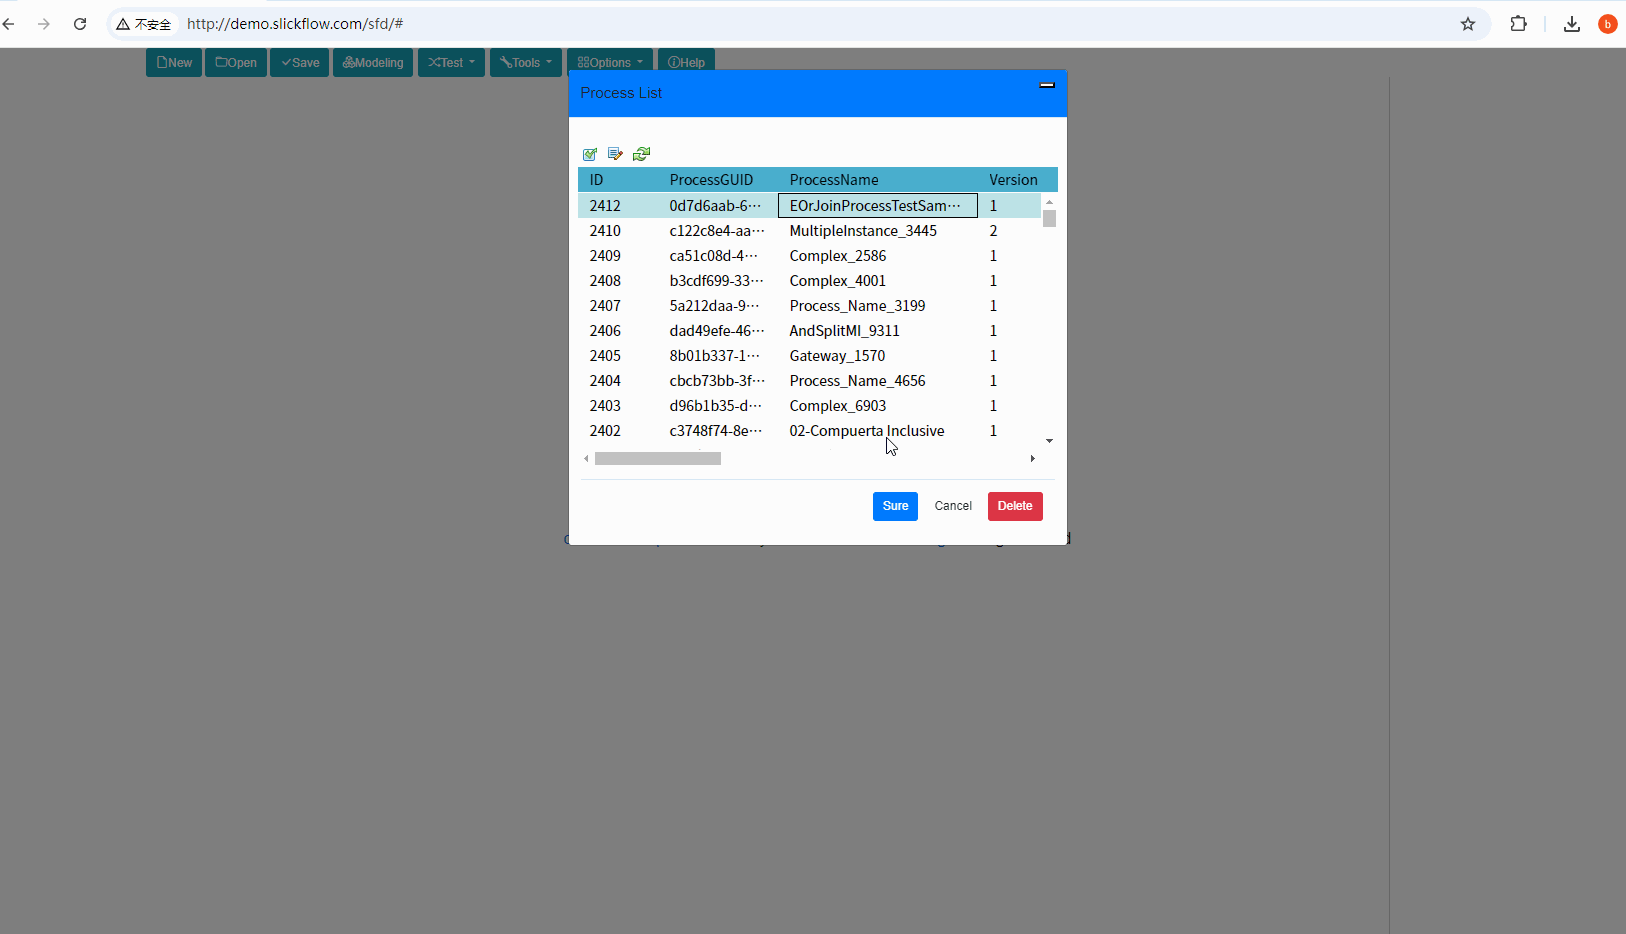 不安全 http://demo.slickflow.com/sfd/# b
New Open Save Modeling Test Tools Options Help
Process List
ID ProcessGUID ProcessName Version
2412 0d7d6aab-6··· EOrJoinProcessTestSam··· 1
2410 c122c8e4-aa··· MultipleInstance_3445 2
2409 ca51c08d-4··· Complex_2586 1
2408 b3cdf699-33··· Complex_4001 1
2407 5a212daa-9··· Process_Name_3199 1
2406 dad49efe-46··· AndSplitMI_9311 1
2405 8b01b337-1··· Gateway_1570 1
2404 cbcb73bb-3f··· Process_Name_4656 1
2403 d96b1b35-d··· Complex_6903 1
2402 c3748f74-8e··· 02-Compuerta Inclusive 1
Sure Cancel Delete